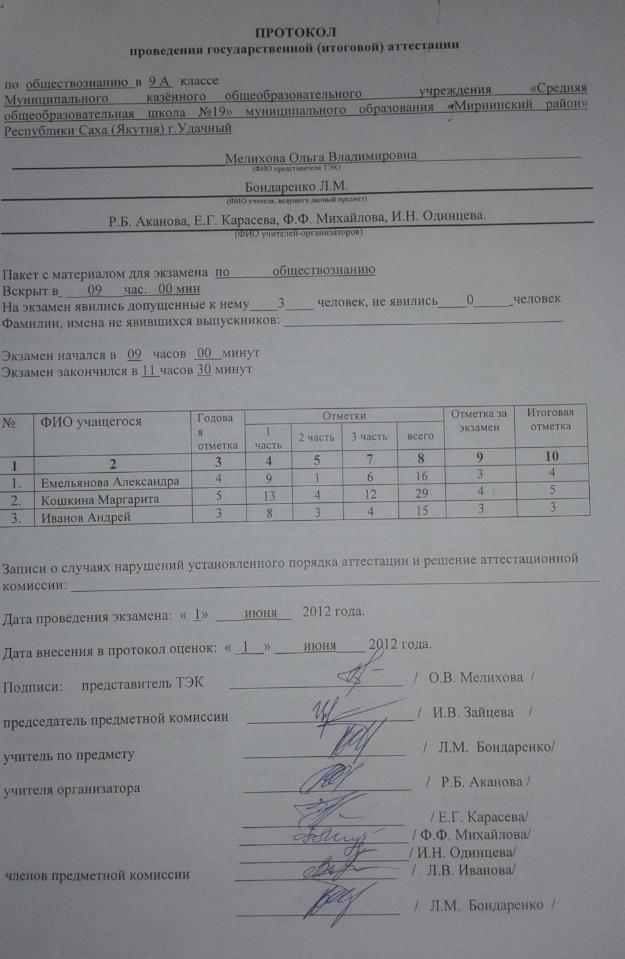 ПРОТОКОЛ
проведения государственной (итоговой) аттестации
по обществознанию в 9 А классе
Муниципального казённого общеобразовательного учреждения «Средняя
общеобразовательная школа №19» муниципального образования «Мирнинский район»
Республики Саха (Якутия) г.Удачный
Мелихова Ольга Владимировна
(ФИО представителя ТЭК)
Бондаренко Л.М.
(ФИО учителя, ведущего данный предмет)
Р.Б. Аканова, Е.Г. Карасева, Ф.Ф. Михайлова, И.Н. Одинцева.
(ФИО учителей-организаторов)
Пакет с материалом для экзамена по обществознанию
Вскрыт в 09 час. 00 мин
На экзамен явились допущенные к нему 3 человек, не явились 0 человек
Фамилии, имена не явившихся выпускников:
Экзамен начался в 09 часов 00 минут
Экзамен закончился в 11 часов 30 минут
№ ФИО учащегося Годовая отметка Отметки Отметка за экзамен Итоговая отметка
1 часть 2 часть 3 часть всего
1 2 3 4 5 7 8 9 10
1. Емельянова Александра 4 9 1 6 16 3 4
2. Кошкина Маргарита 5 13 4 12 29 4 5
3. Иванов Андрей 3 8 3 4 15 3 3
Записи о случаях нарушений установленного порядка аттестации и решение аттестационной
комиссии:
Дата проведения экзамена: « 1» июня 2012 года.
Дата внесения в протокол оценок: « 1 » июня 2012 года.
Подписи: представитель ТЭК / О.В. Мелихова /
председатель предметной комиссии / И.В. Зайцева /
учитель по предмету / Л.М. Бондаренко/
учителя организатора / Р.Б. Аканова /
/ Е.Г. Карасева/
/ Ф.Ф. Михайлова/
/ И.Н. Одинцева/
членов предметной комиссии / Л.В. Иванова/
/ Л.М. Бондаренко /